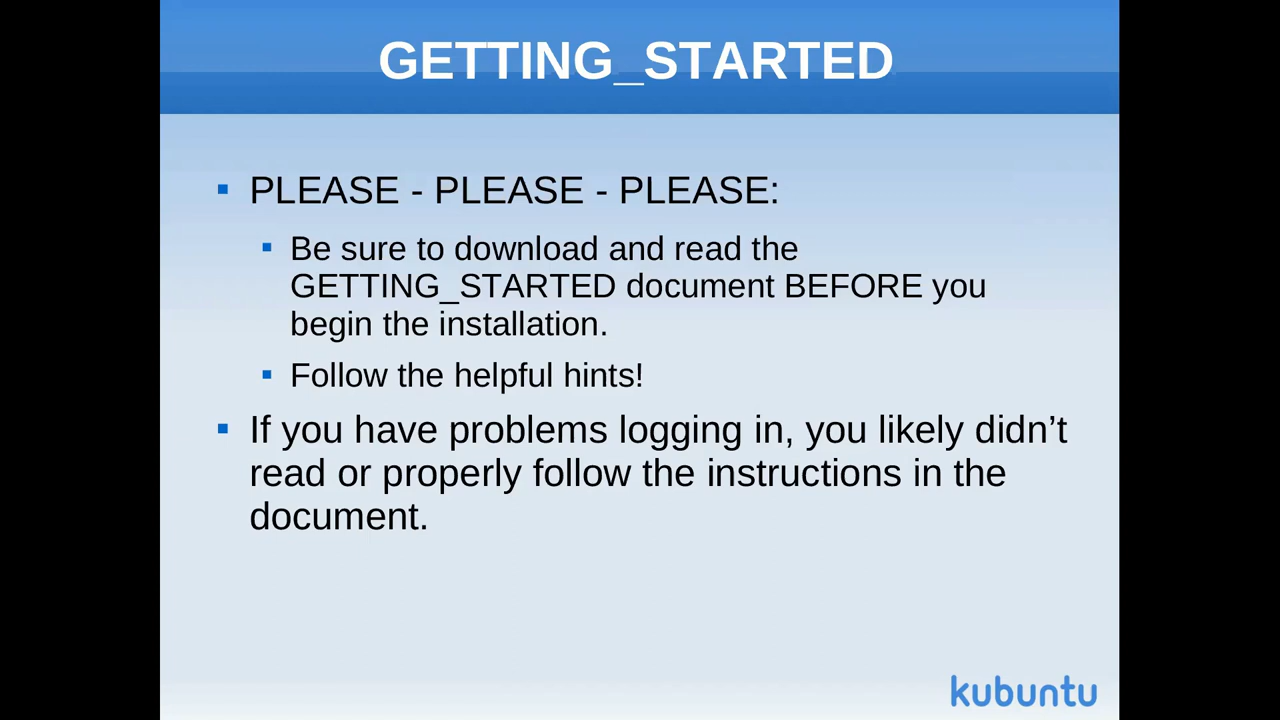 GETTING_STARTED
PLEASE - PLEASE - PLEASE:
Be sure to download and read the
GETTING_STARTED document BEFORE you
begin the installation.
Follow the helpful hints!
If you have problems logging in, you likely didn’t
read or properly follow the instructions in the
document.
kubuntu